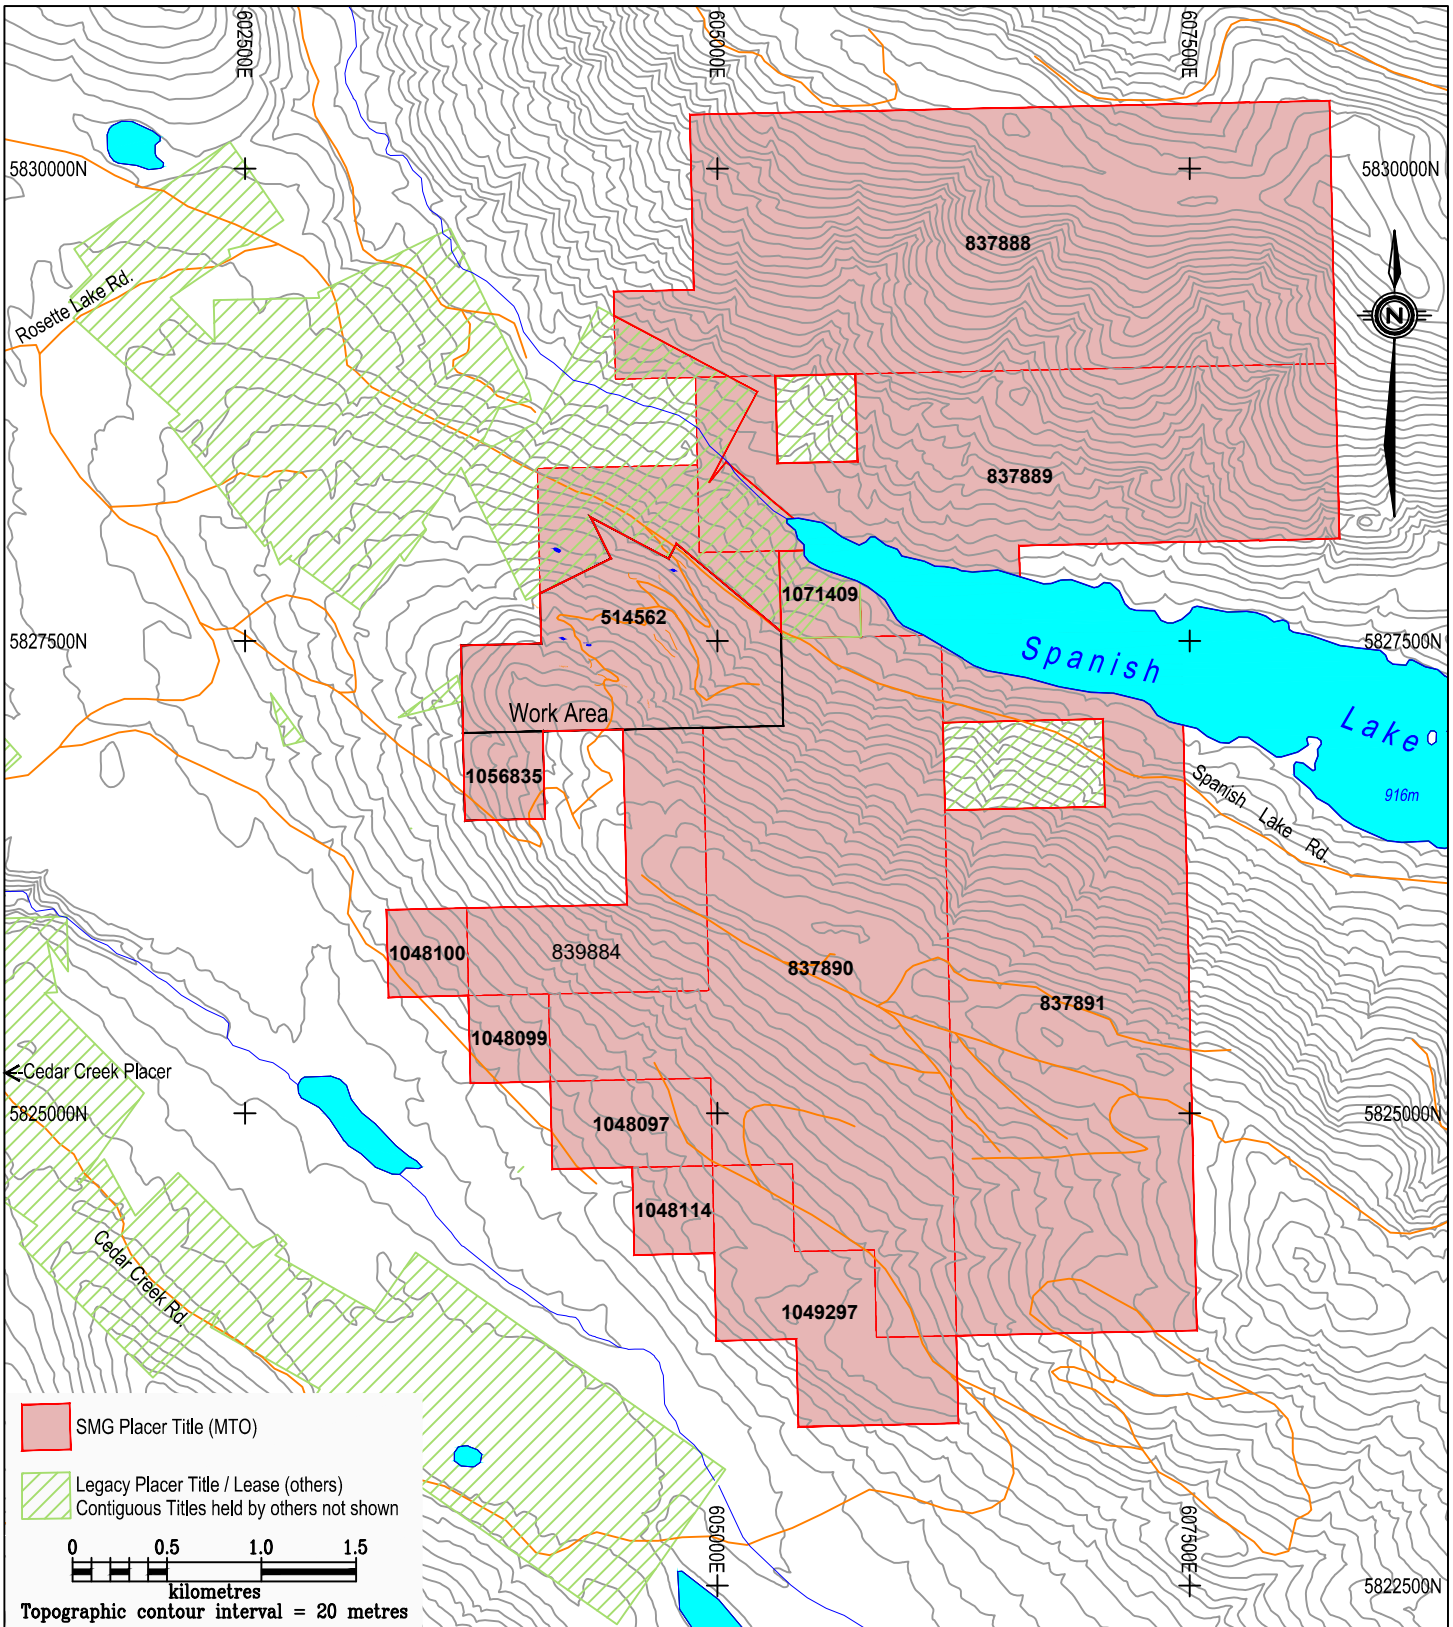 602500E
605000E
607500E
5830000N
5830000N
837888
N
Rosette Lake Rd.
837889
1071409
514562
5827500N
5827500N
Spanish
Lake
Work Area
1056835
916m
Spanish Lake Rd.
1048100
839884
837890
837891
1048099
Cedar Creek Placer
5825000N
5825000N
1048097
1048114
Cedar Creek Rd.
1049297
SMG Placer Title (MTO)
Legacy Placer Title / Lease (others)
Contiguous Titles held by others not shown
0 0.5 1.0 1.5
kilometres
Topographic contour interval = 20 metres
605000E
607500E
5822500N